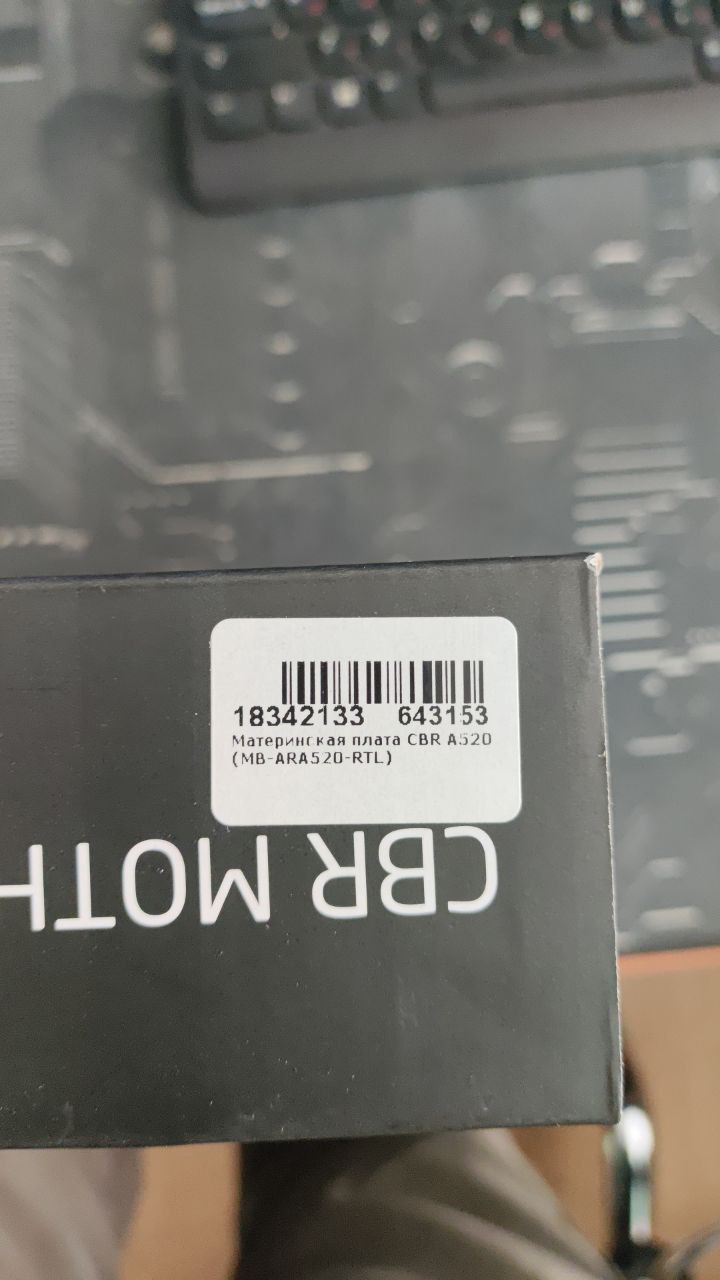 18342133 643153
Материнская плата CBR A520
(MB-ARA520-RTL)
CBR MOTH